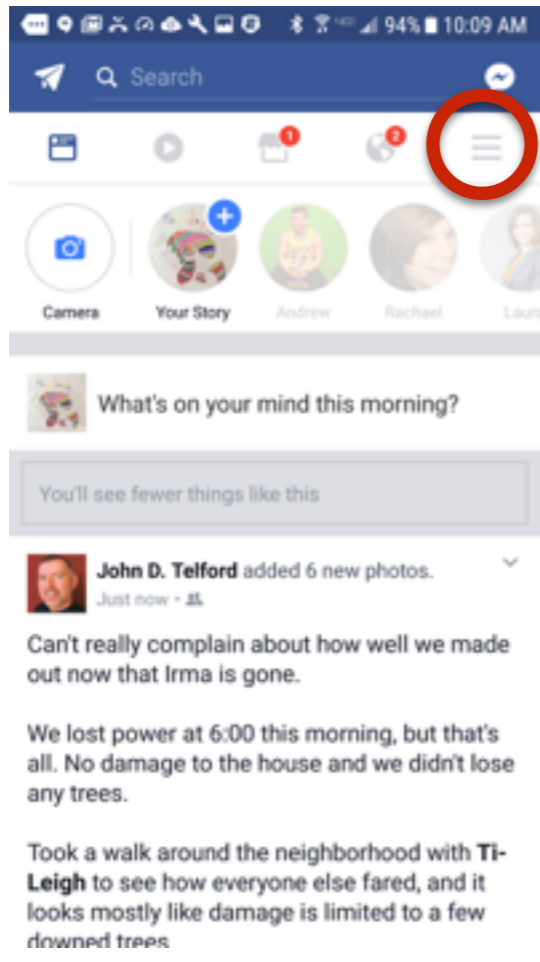 94% 10:09 AM
Search
1
2
Camera
Your Story
Andrew
Rachael
Laura
What's on your mind this morning?
You'll see fewer things like this
John D. Telford added 6 new photos.
Just now •
Can't really complain about how well we made
out now that Irma is gone.
We lost power at 6:00 this morning, but that's
all. No damage to the house and we didn't lose
any trees.
Took a walk around the neighborhood with Ti-
Leigh to see how everyone else fared, and it
looks mostly like damage is limited to a few
downed trees